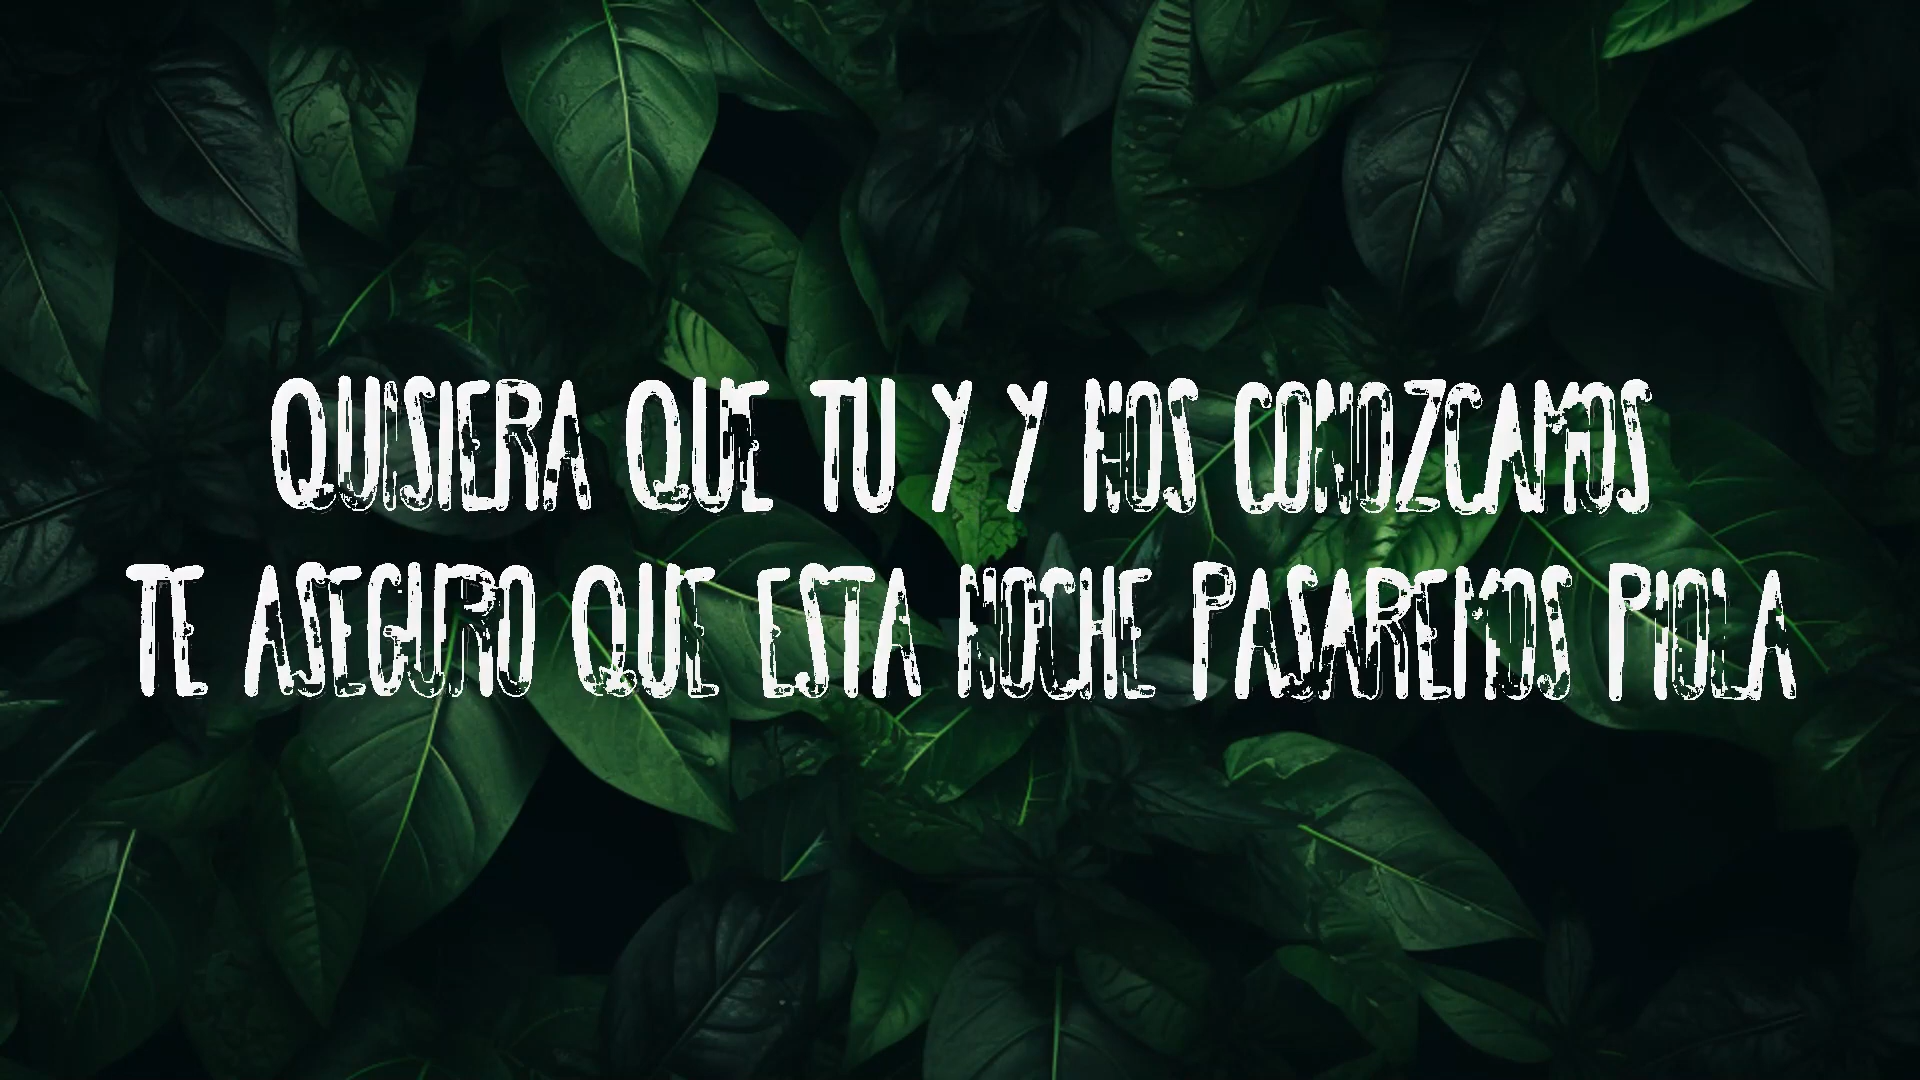 QUISIERA QUE TU Y Y NOS CONOZCAMOS
TE ASEGURO QUE ESTA NOCHE PASAREMOS PIOLA